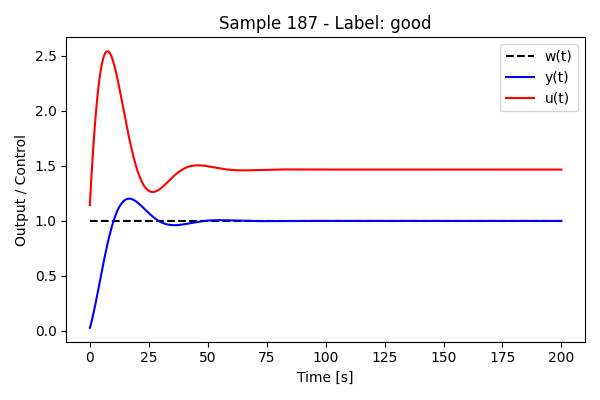 Sample 187 - Label: good
Output / Control
2.5
2.0
1.5
1.0
0.5
0.0
w(t)
y(t)
u(t)
0 25 50 75 100 125 150 175 200
Time [s]